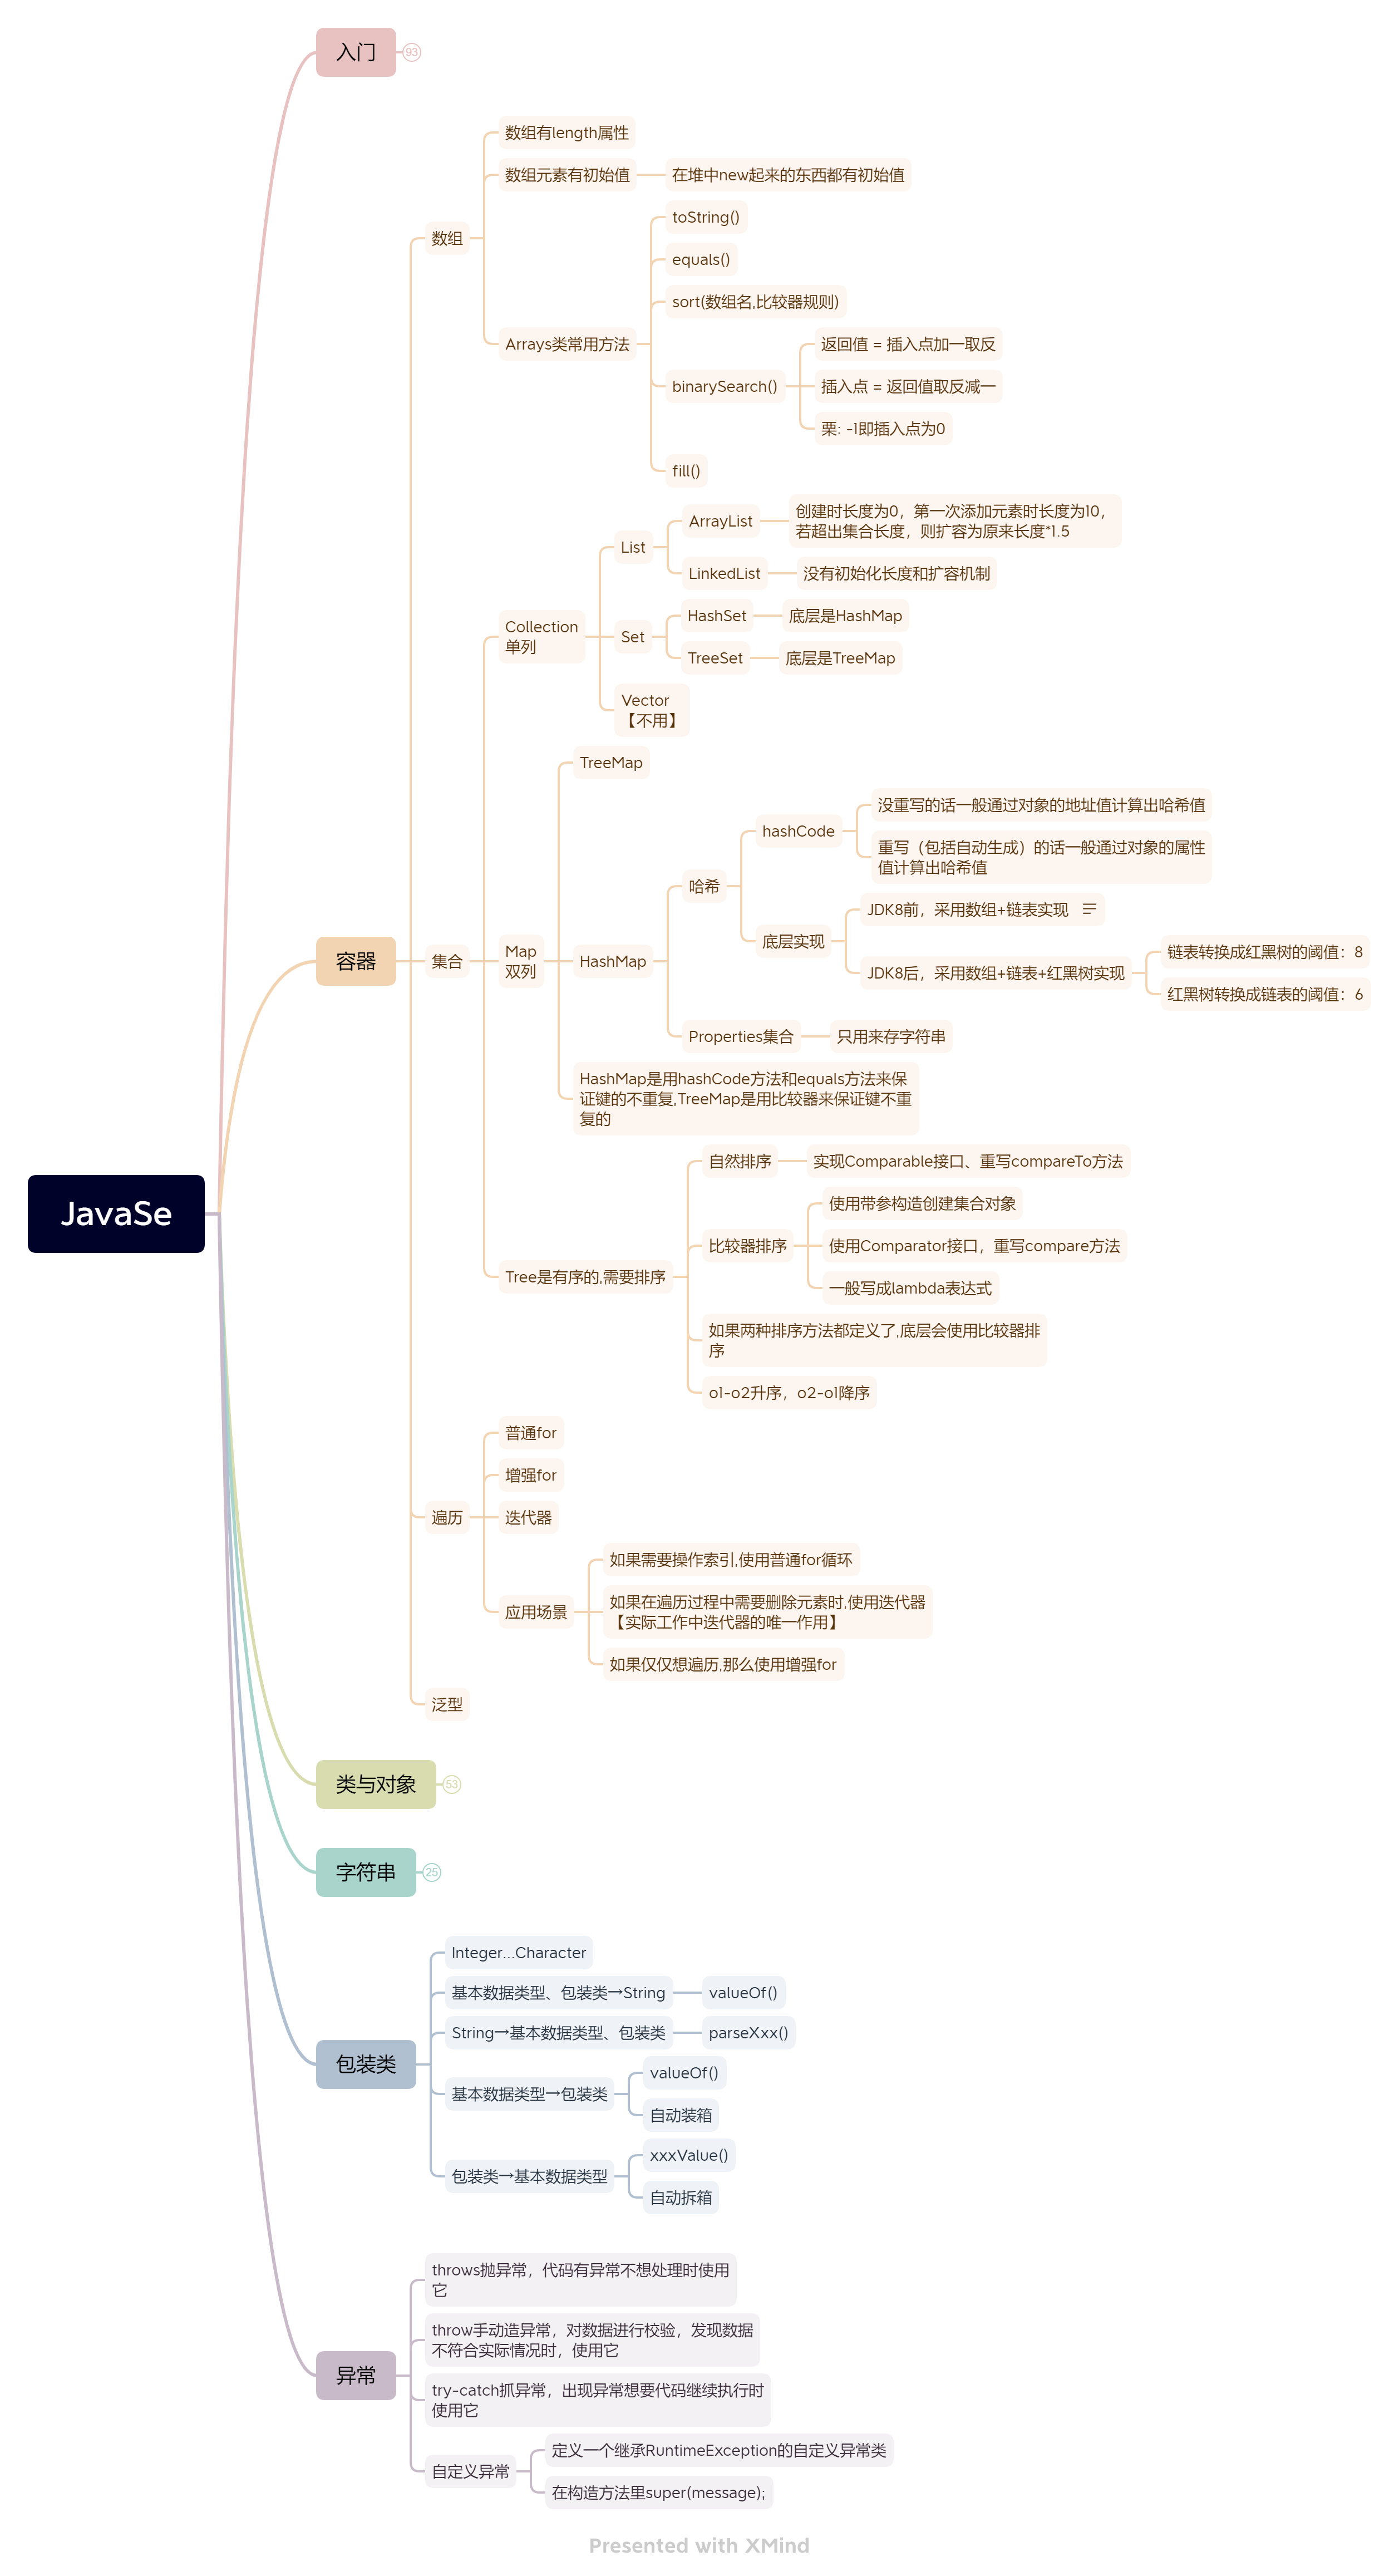 入门
93
数组有length属性
数组元素有初始值
在堆中new起来的东西都有初始值
toString()
数组
equals()
sort(数组名,比较器规则)
Arrays类常用方法
返回值 = 插入点加一取反
binarySearch()
插入点 = 返回值取反减一
栗: -1即插入点为0
fill()
ArrayList
创建时长度为0，第一次添加元素时长度为10，
若超出集合长度，则扩容为原来长度*1.5
List
LinkedList
没有初始化长度和扩容机制
Collection
单列
HashSet
底层是HashMap
Set
TreeSet
底层是TreeMap
Vector
【不用】
TreeMap
没重写的话一般通过对象的地址值计算出哈希值
hashCode
重写（包括自动生成）的话一般通过对象的属性
值计算出哈希值
哈希
JDK8前，采用数组+链表实现
底层实现
容器
集合
Map
双列
HashMap
JDK8后，采用数组+链表+红黑树实现
链表转换成红黑树的阈值：8
红黑树转换成链表的阈值：6
Properties集合
只用来存字符串
HashMap是用hashCode方法和equals方法来保
证键的不重复,TreeMap是用比较器来保证键不重
复的
自然排序
实现Comparable接口、重写compareTo方法
JavaSe
使用带参构造创建集合对象
比较器排序
使用Comparator接口，重写compare方法
Tree是有序的,需要排序
一般写成lambda表达式
如果两种排序方法都定义了,底层会使用比较器排
序
o1-o2升序，o2-o1降序
普通for
增强for
遍历
迭代器
如果需要操作索引,使用普通for循环
应用场景
如果在遍历过程中需要删除元素时,使用迭代器
【实际工作中迭代器的唯一作用】
如果仅仅想遍历,那么使用增强for
泛型
类与对象
53
字符串
25
Integer...Character
基本数据类型、包装类→String
valueOf()
String→基本数据类型、包装类
parseXxx()
包装类
基本数据类型→包装类
valueOf()
自动装箱
包装类→基本数据类型
xxxValue()
自动拆箱
throws抛异常，代码有异常不想处理时使用
它
throw手动造异常，对数据进行校验，发现数据
不符合实际情况时，使用它
异常
try-catch抓异常，出现异常想要代码继续执行时
使用它
自定义异常
定义一个继承RuntimeException的自定义异常类
在构造方法里super(message);
Presented with XMind